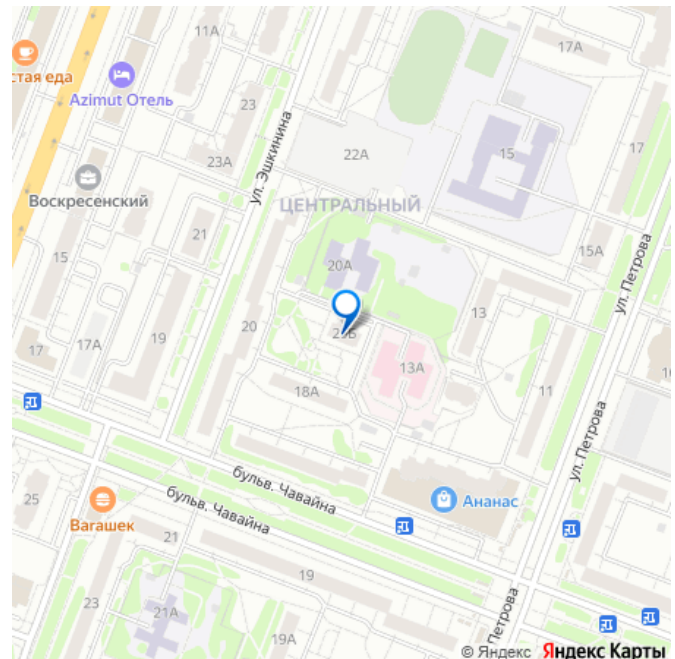 11А
17А
стая еда
Azimut Отель
23
ул. Эшкинина
22А
15
17
23А
Воскресенский
ЦЕНТРАЛЬНЫЙ
21
20А
15А
ул. Петрова
15
13
20
19
17А
17
13А
11
18А
бульв. Чавайна
ул. Петрова
25
Вагашек
бульв. Чавайна
Ананас
21
19
23
21А
19А
Петрова
© Яндекс Яндекс Карты